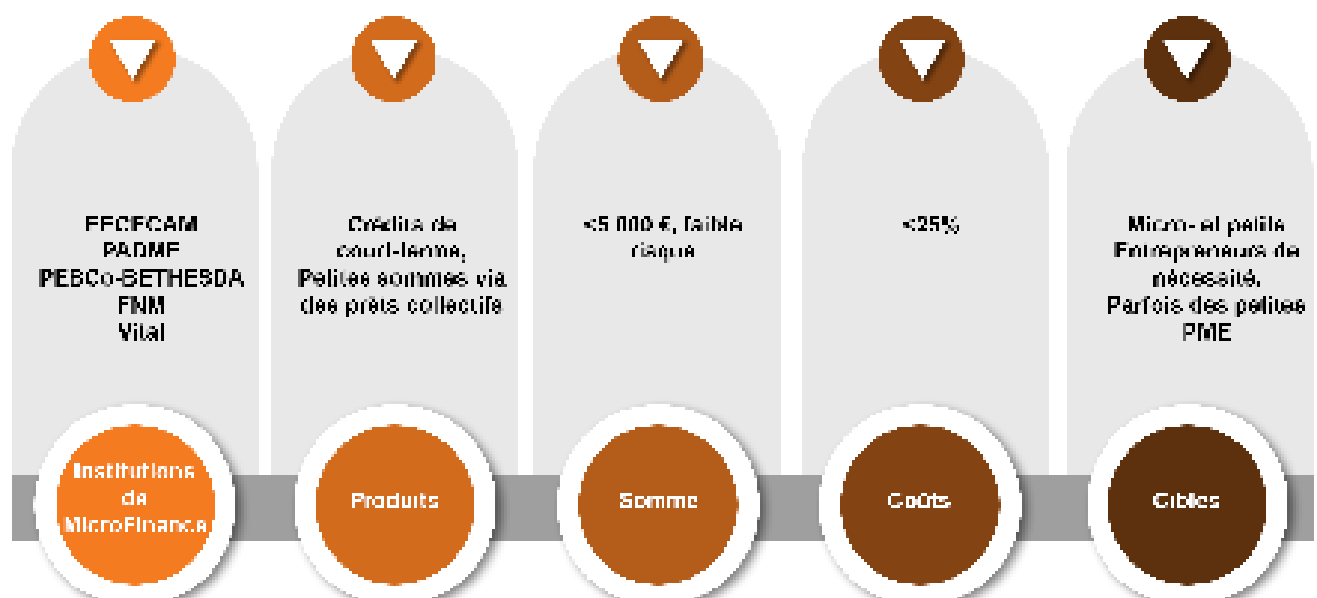 FECECAM
PADME
PEBCo-BETHESDA
FNM
Vital
Crédits de
court-terme,
Petites sommes via
des prêts collectifs
<5 000 €, faible
risque
<25%
Micro- et petite
Entrepreneurs de
nécessité.
Parfois des petites
PME
Institutions
de
MicroFinance
Produits
Somme
Coûts
Cibles